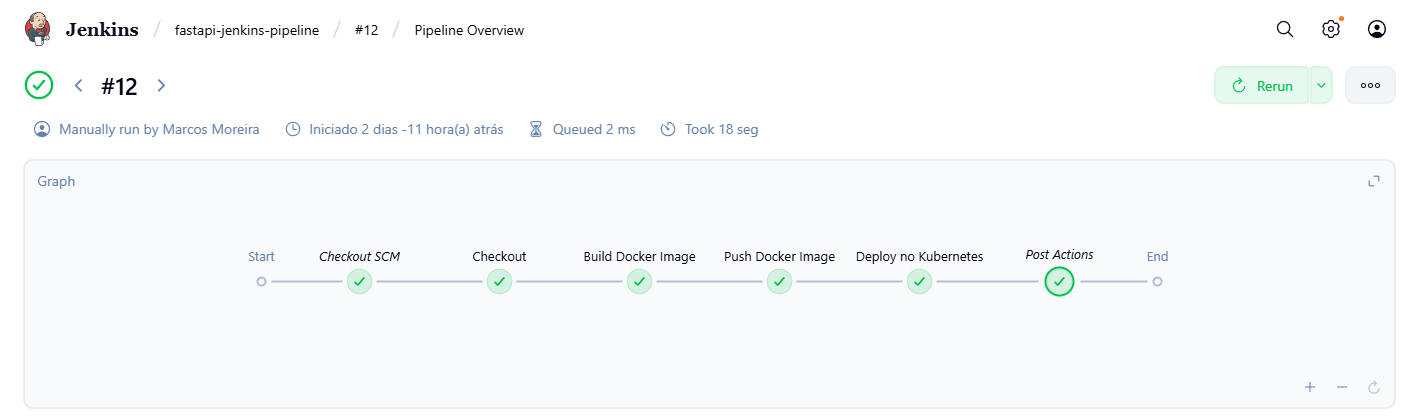 Jenkins / fastapi-jenkins-pipeline / #12 / Pipeline Overview
#12
Rerun
Manually run by Marcos Moreira Iniciado 2 dias -11 hora(a) atrás Queued 2 ms Took 18 seg
Graph
Start Checkout SCM Checkout Build Docker Image Push Docker Image Deploy no Kubernetes Post Actions End